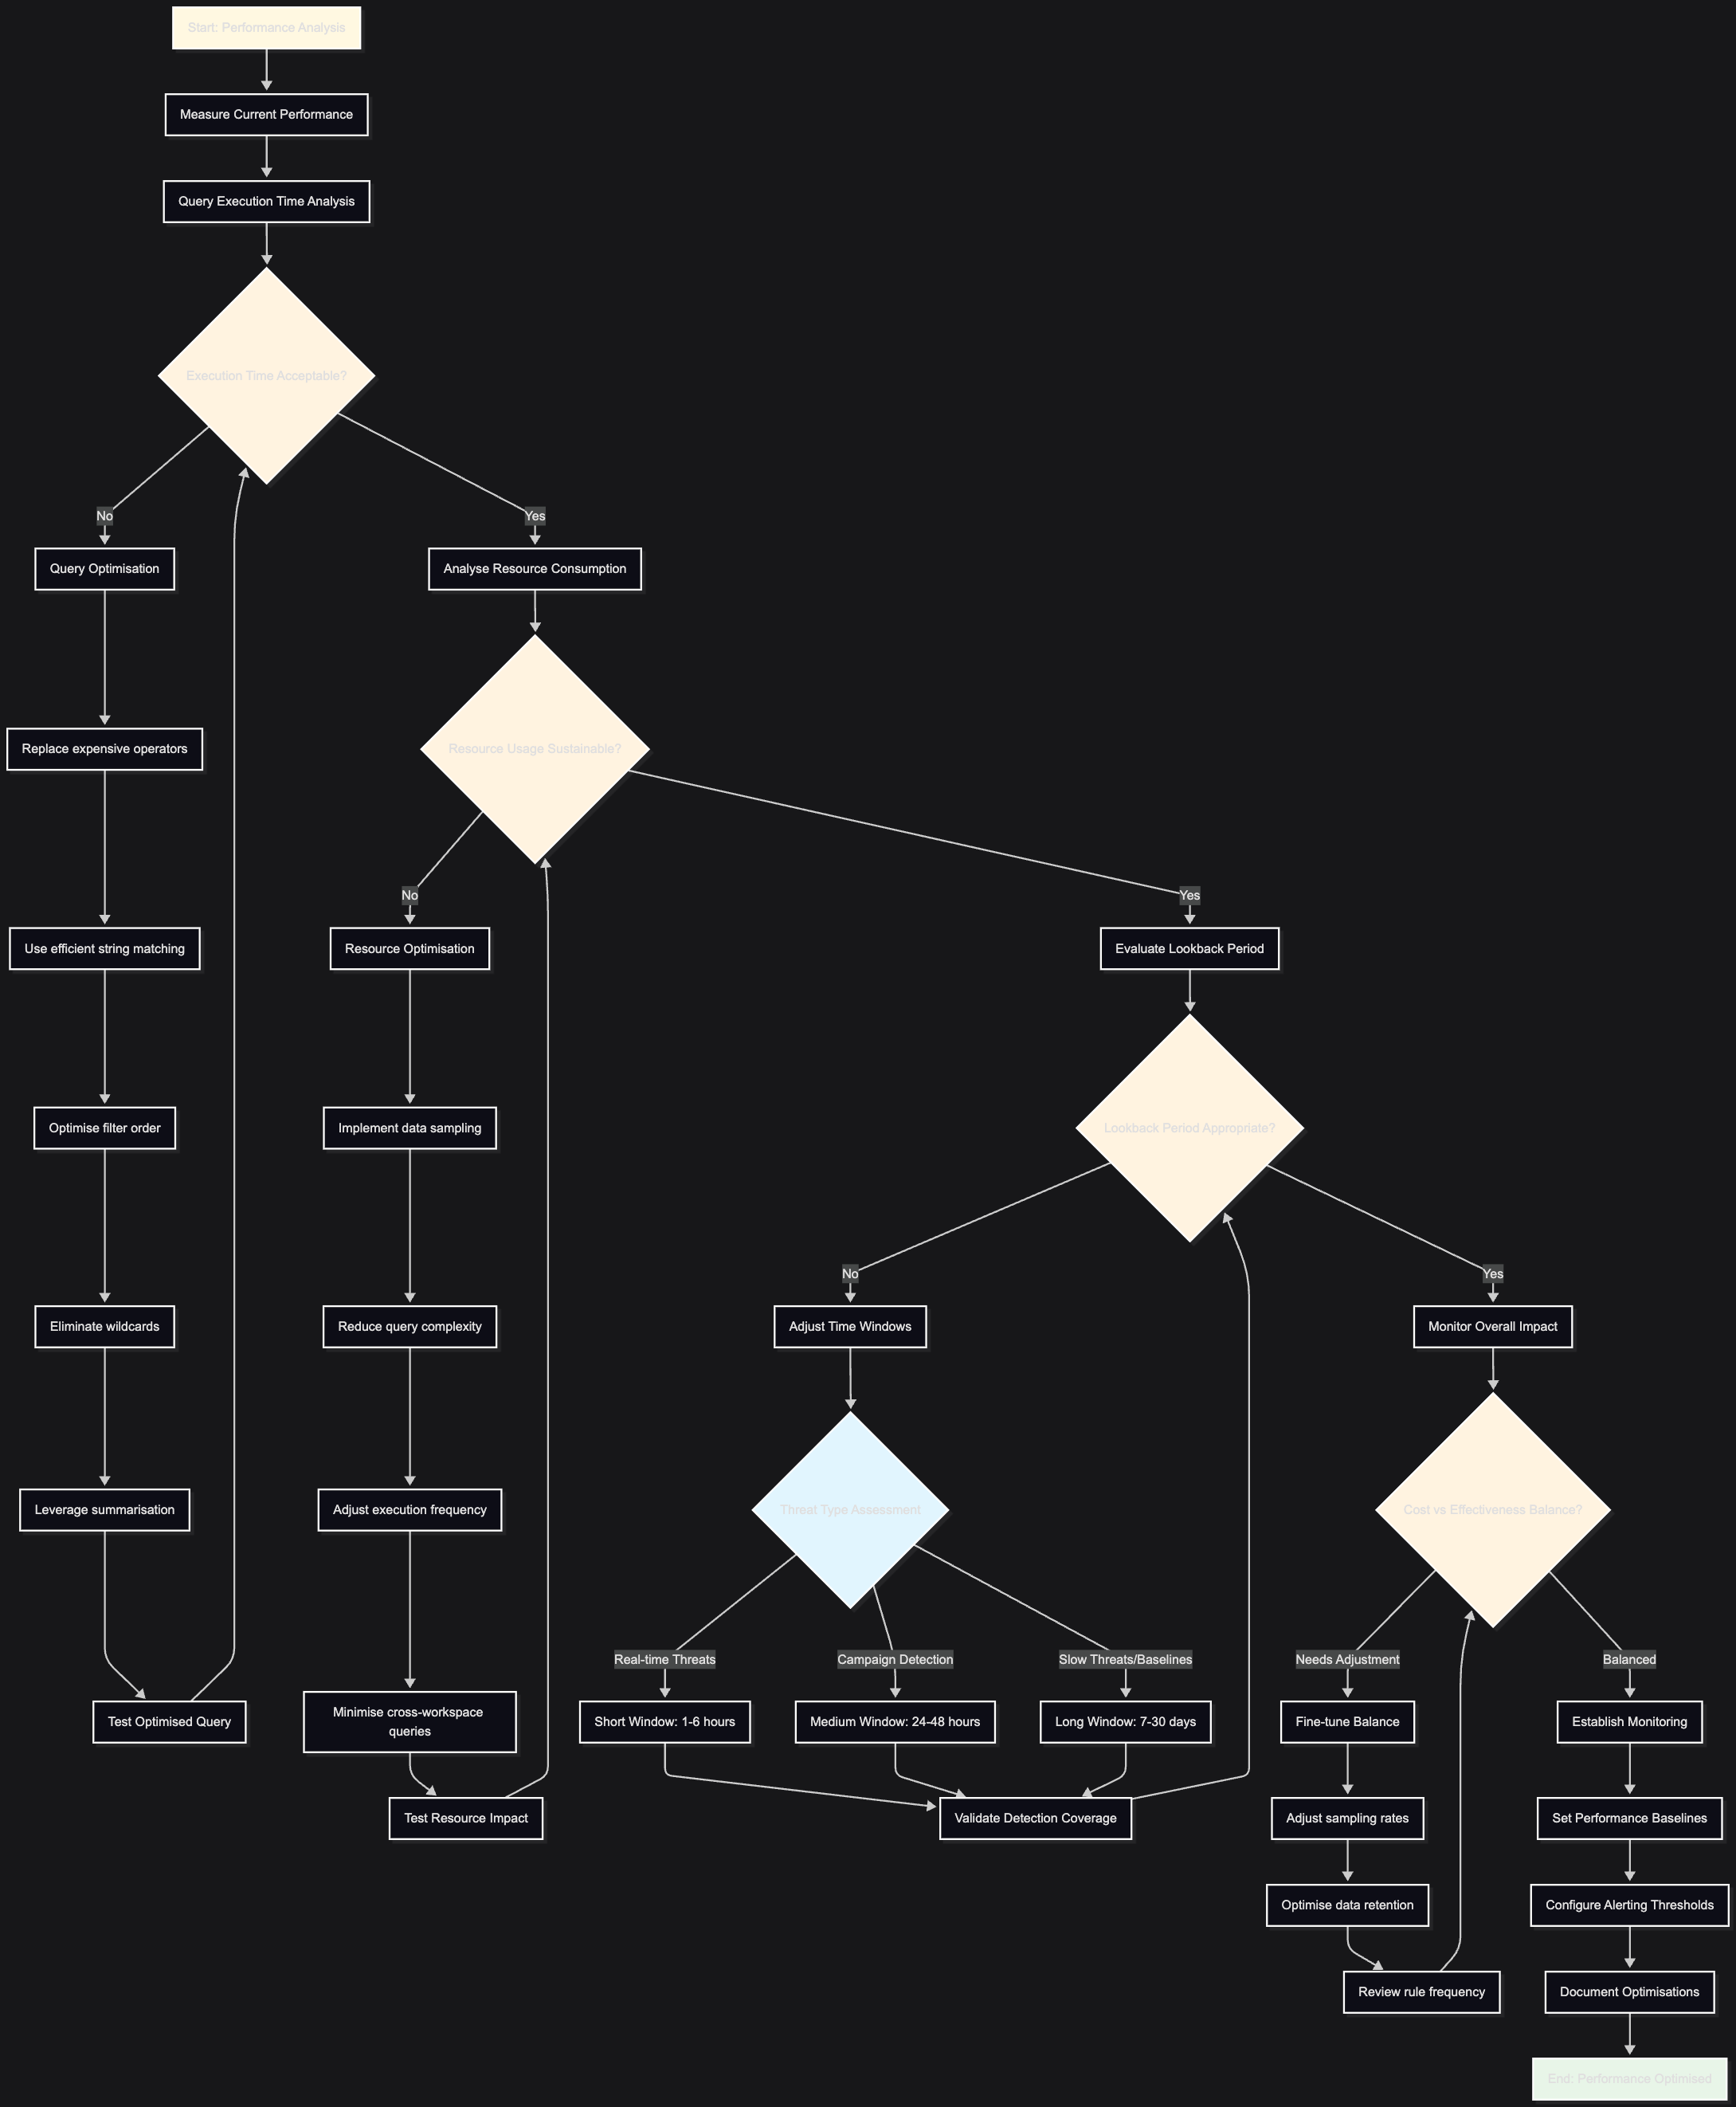 Start: Performance Analysis
Measure Current Performance
Query Execution Time Analysis
Execution Time Acceptable?
No
Yes
Query Optimisation
Analyse Resource Consumption
Replace expensive operators
Resource Usage Sustainable?
No
Yes
Use efficient string matching
Resource Optimisation
Evaluate Lookback Period
Optimise filter order
Implement data sampling
Lookback Period Appropriate?
No
Yes
Eliminate wildcards
Reduce query complexity
Adjust Time Windows
Monitor Overall Impact
Leverage summarisation
Adjust execution frequency
Threat Type Assessment
Cost vs Effectiveness Balance?
Real-time Threats
Campaign Detection
Slow Threats/Baselines
Needs Adjustment
Balanced
Test Optimised Query
Minimise cross-workspace
queries
Short Window: 1-6 hours
Medium Window: 24-48 hours
Long Window: 7-30 days
Fine-tune Balance
Establish Monitoring
Test Resource Impact
Validate Detection Coverage
Adjust sampling rates
Set Performance Baselines
Optimise data retention
Configure Alerting Thresholds
Review rule frequency
Document Optimisations
End: Performance Optimised